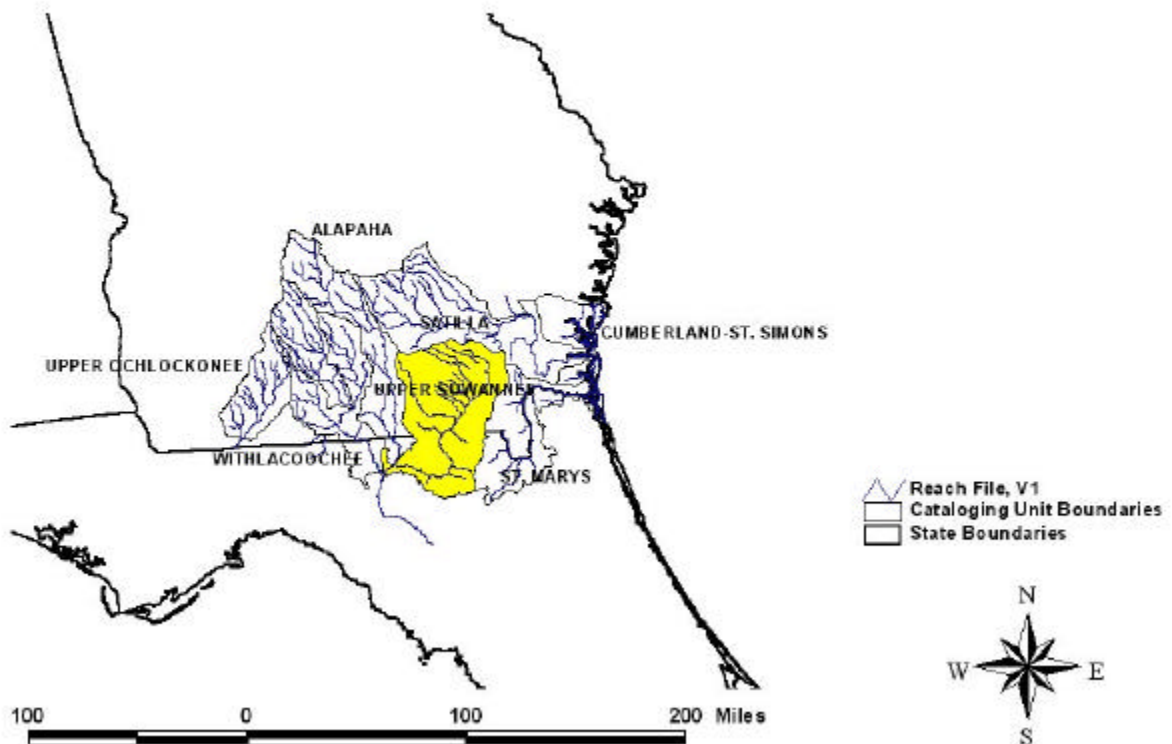 ALAPAHA
SATILLA
CUMBERLAND-ST. SIMONS
UPPER OCHLOCKONEE
UPPER SUWANNEE
WITHLACOOCHEE
ST. MARYS
Reach File, V1
Cataloging Unit Boundaries
State Boundaries
N
W E
S
100 0 100 200 Miles